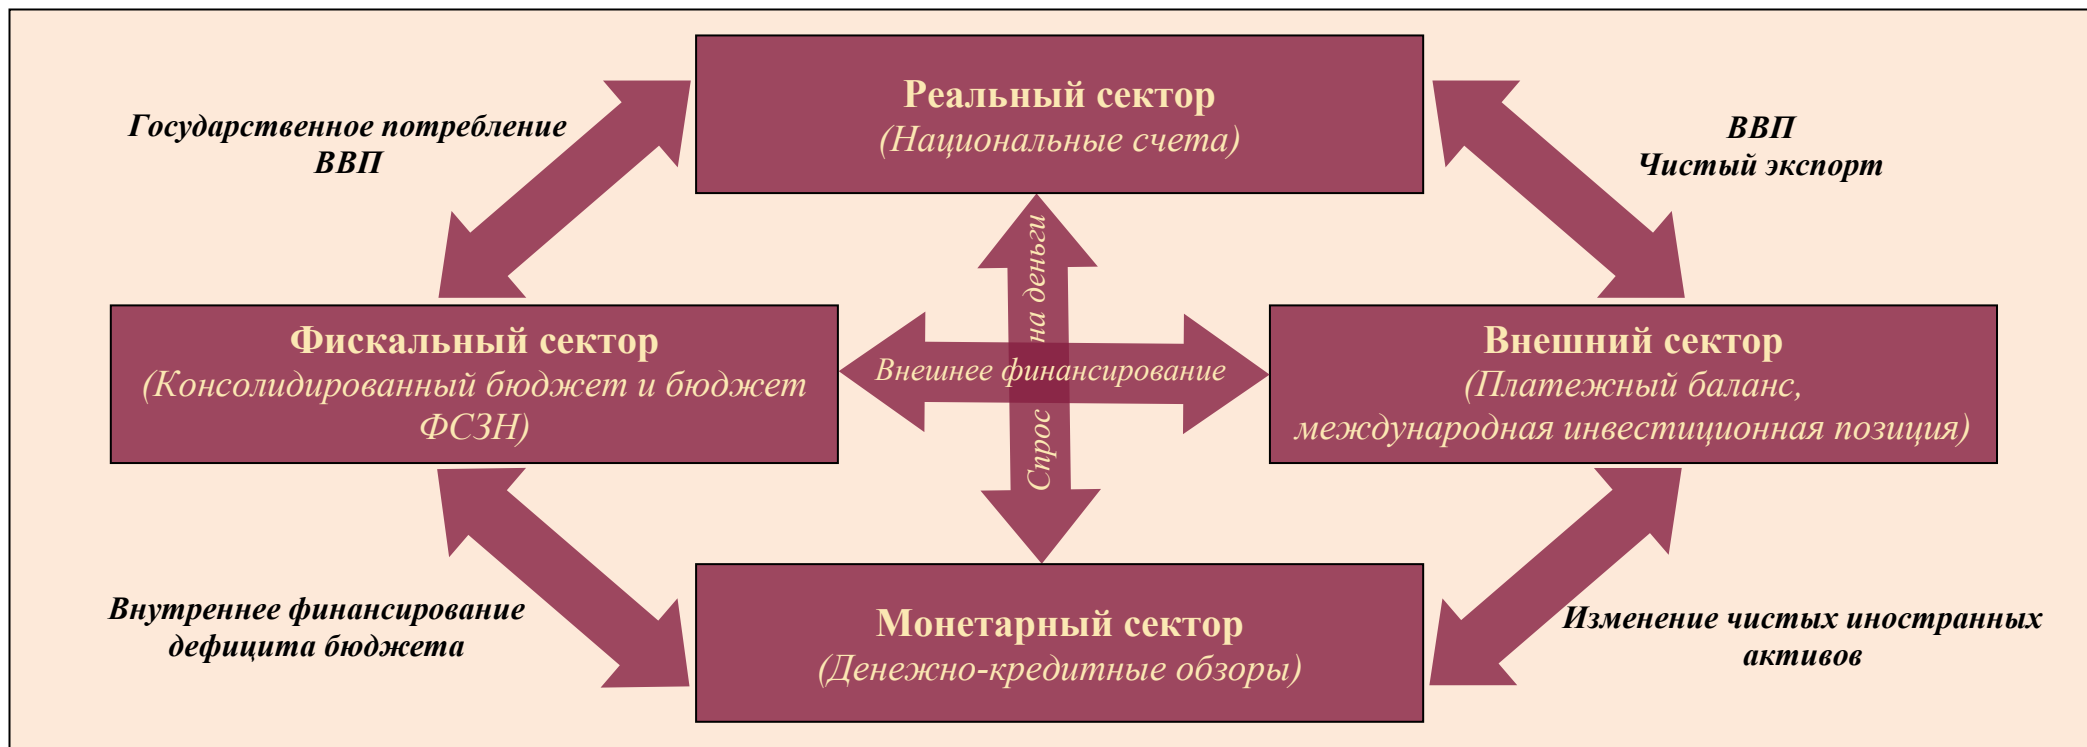 Реальный сектор
(Национальные счета)
Государственное потребление
ВВП
ВВП
Чистый экспорт
Спрос на деньги
Фискальный сектор
(Консолидированный бюджет и бюджет
ФСЗН)
Внешнее финансирование
Внешний сектор
(Платежный баланс,
международная инвестиционная позиция)
Внутреннее финансирование
дефицита бюджета
Монетарный сектор
(Денежно-кредитные обзоры)
Изменение чистых иностранных
активов